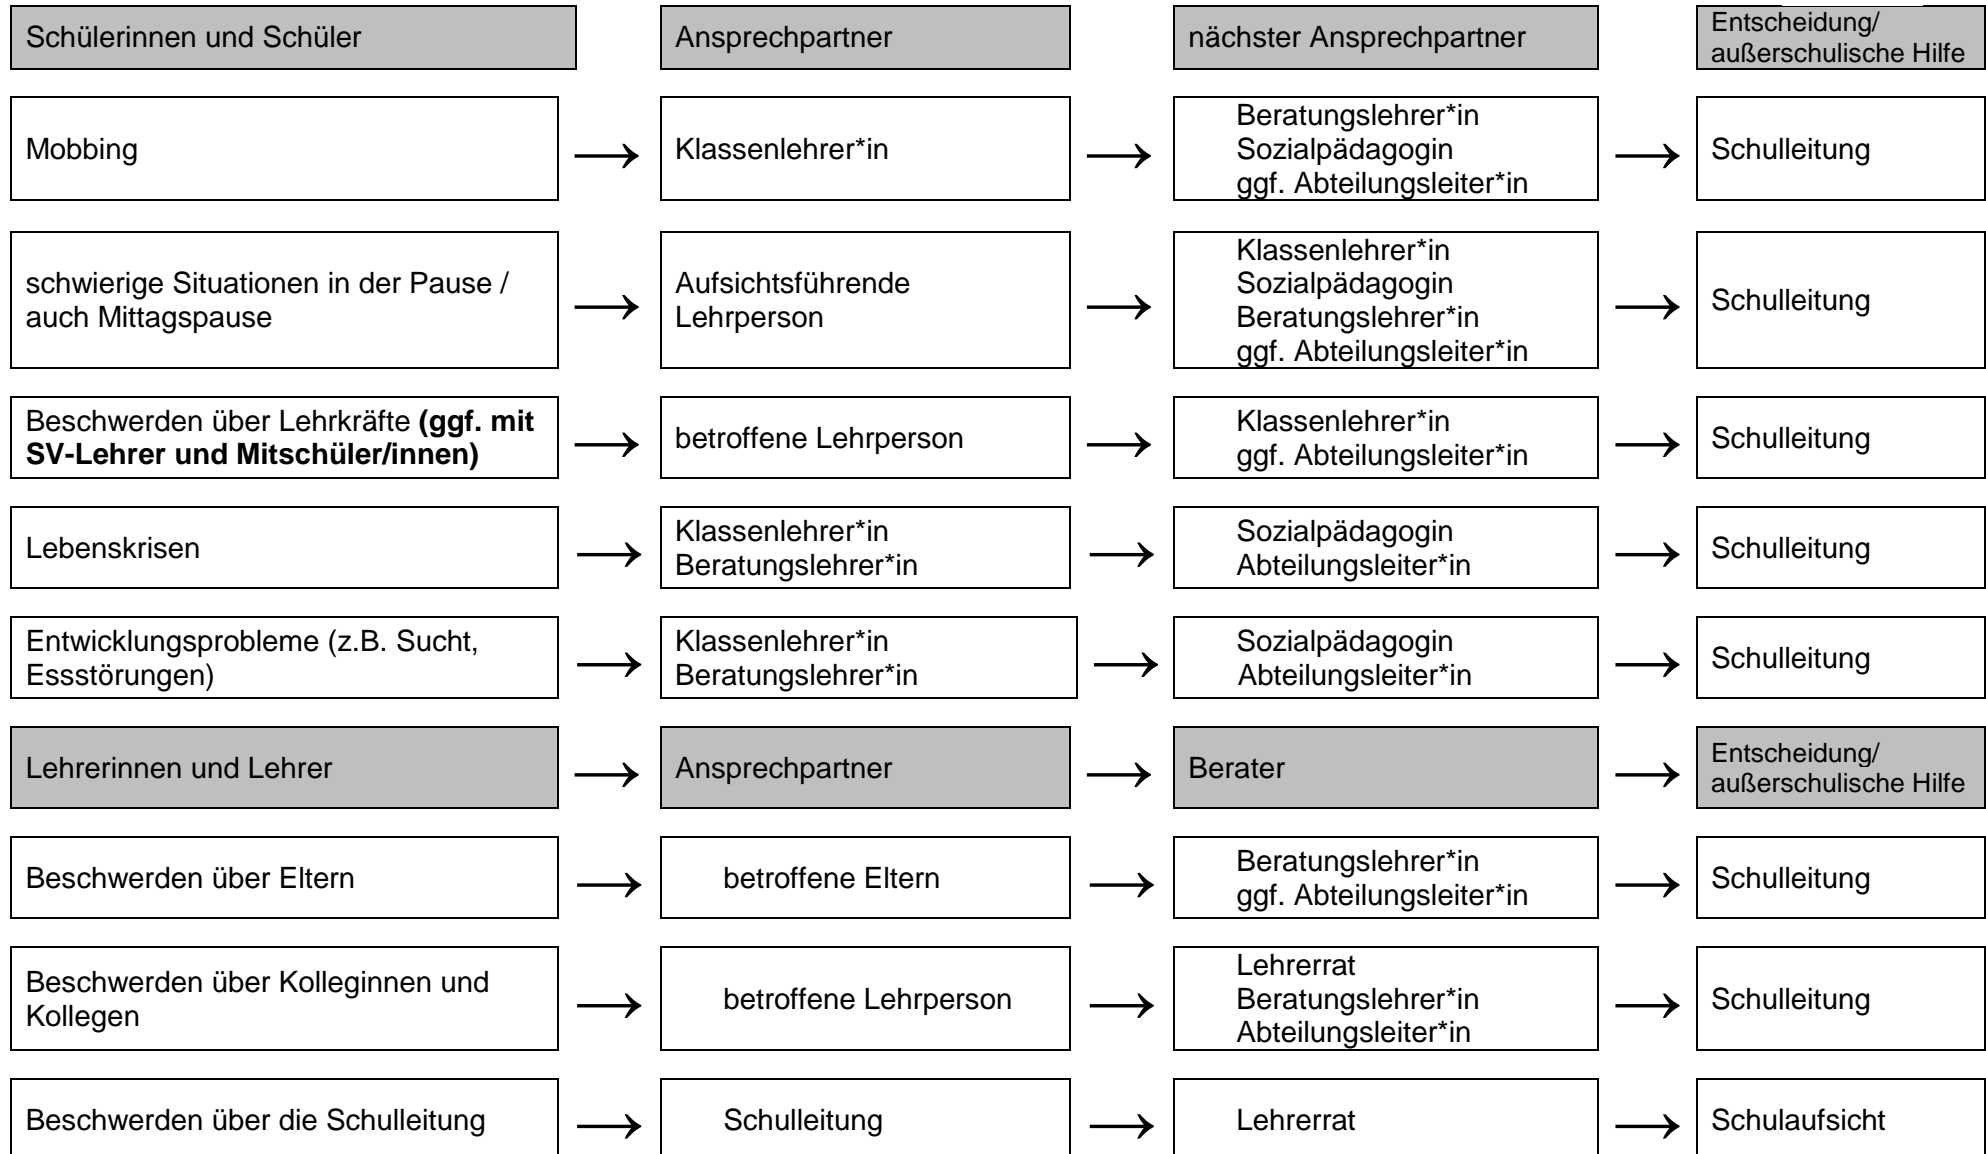 Schülerinnen und Schüler
Ansprechpartner
nächster Ansprechpartner
Entscheidung/
außerschulische Hilfe
Mobbing
Klassenlehrer*in
Beratungslehrer*in
Sozialpädagogin
ggf. Abteilungsleiter*in
Schulleitung
schwierige Situationen in der Pause /
auch Mittagspause
Aufsichtsführende
Lehrperson
Klassenlehrer*in
Sozialpädagogin
Beratungslehrer*in
ggf. Abteilungsleiter*in
Schulleitung
Beschwerden über Lehrkräfte (ggf. mit
SV-Lehrer und Mitschüler/innen)
betroffene Lehrperson
Klassenlehrer*in
ggf. Abteilungsleiter*in
Schulleitung
Lebenskrisen
Klassenlehrer*in
Beratungslehrer*in
Sozialpädagogin
Abteilungsleiter*in
Schulleitung
Entwicklungsprobleme (z.B. Sucht,
Essstörungen)
Klassenlehrer*in
Beratungslehrer*in
Sozialpädagogin
Abteilungsleiter*in
Schulleitung
Lehrerinnen und Lehrer
Ansprechpartner
Berater
Entscheidung/
außerschulische Hilfe
Beschwerden über Eltern
betroffene Eltern
Beratungslehrer*in
ggf. Abteilungsleiter*in
Schulleitung
Beschwerden über Kolleginnen und
Kollegen
betroffene Lehrperson
Lehrerrat
Beratungslehrer*in
Abteilungsleiter*in
Schulleitung
Beschwerden über die Schulleitung
Schulleitung
Lehrerrat
Schulaufsicht